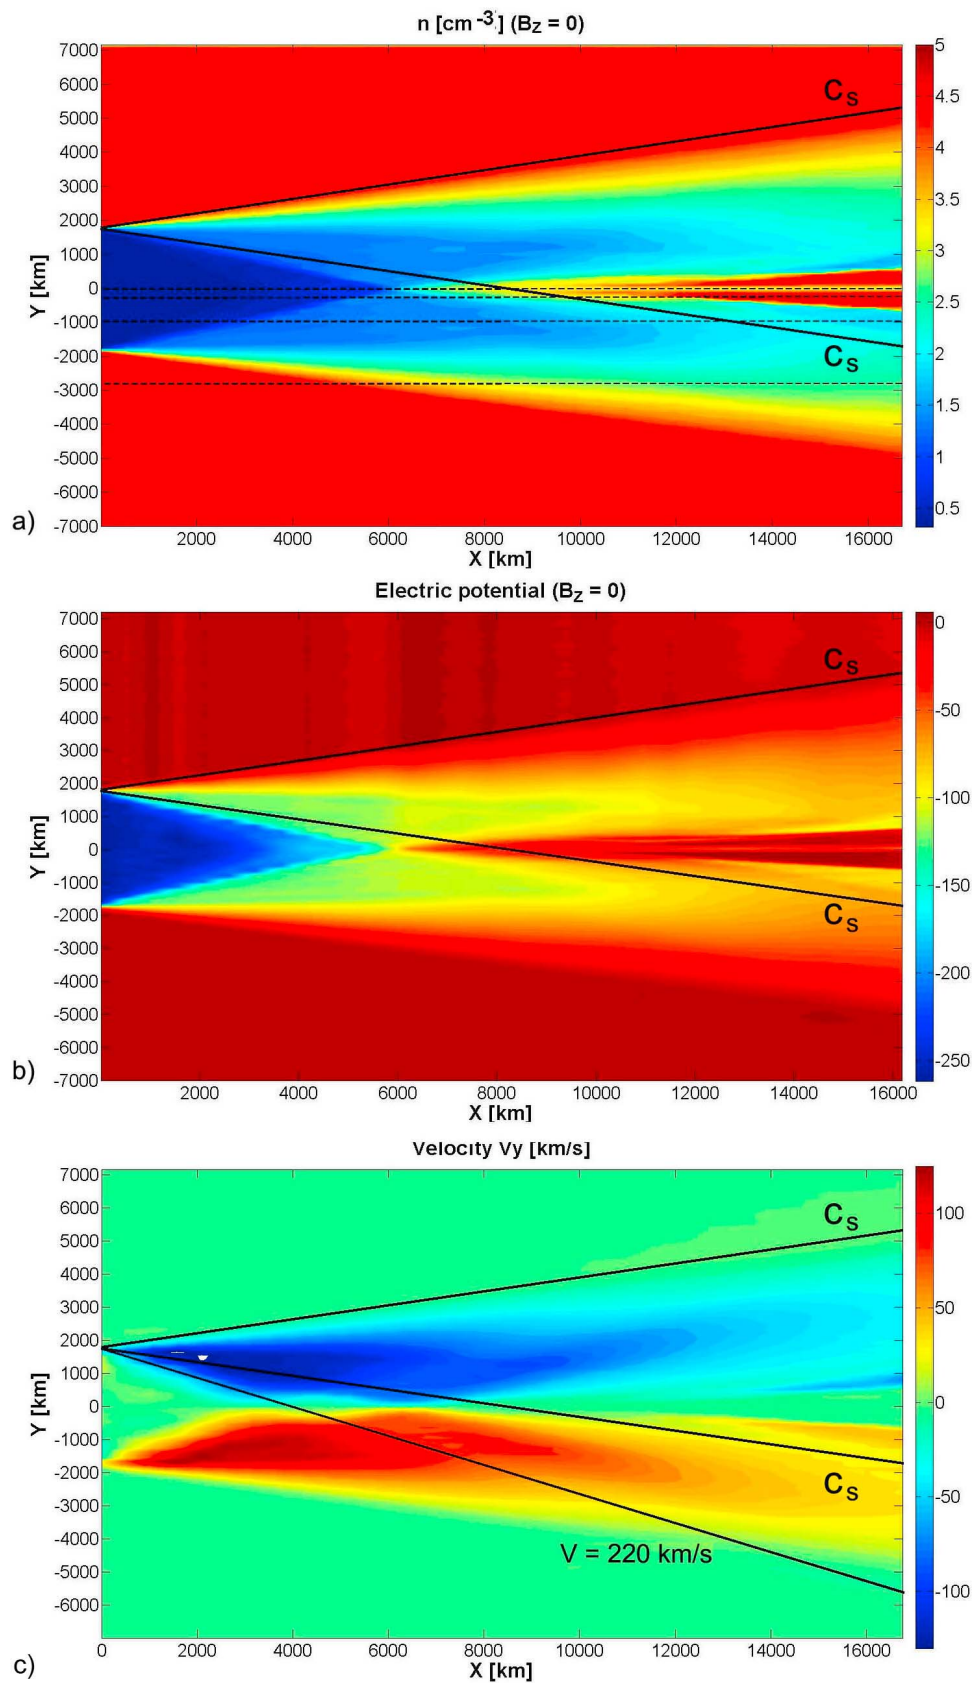 n [cm⁻³] (B_Z = 0)
7000
6000
5000
4000
3000
2000
1000
0
-1000
-2000
-3000
-4000
-5000
-6000
-7000
Y [km]
C_S
C_S
5
4.5
4
3.5
3
2.5
2
1.5
1
0.5
2000 4000 6000 8000 10000 12000 14000 16000
X [km]
a)
Electric potential (B_Z = 0)
7000
6000
5000
4000
3000
2000
1000
0
-1000
-2000
-3000
-4000
-5000
-6000
-7000
Y [km]
C_S
C_S
0
-50
-100
-150
-200
-250
2000 4000 6000 8000 10000 12000 14000 16000
X [km]
b)
Velocity Vy [km/s]
7000
6000
5000
4000
3000
2000
1000
0
-1000
-2000
-3000
-4000
-5000
-6000
Y [km]
C_S
C_S
V = 220 km/s
100
50
0
-50
-100
0 2000 4000 6000 8000 10000 12000 14000 16000
X [km]
c)